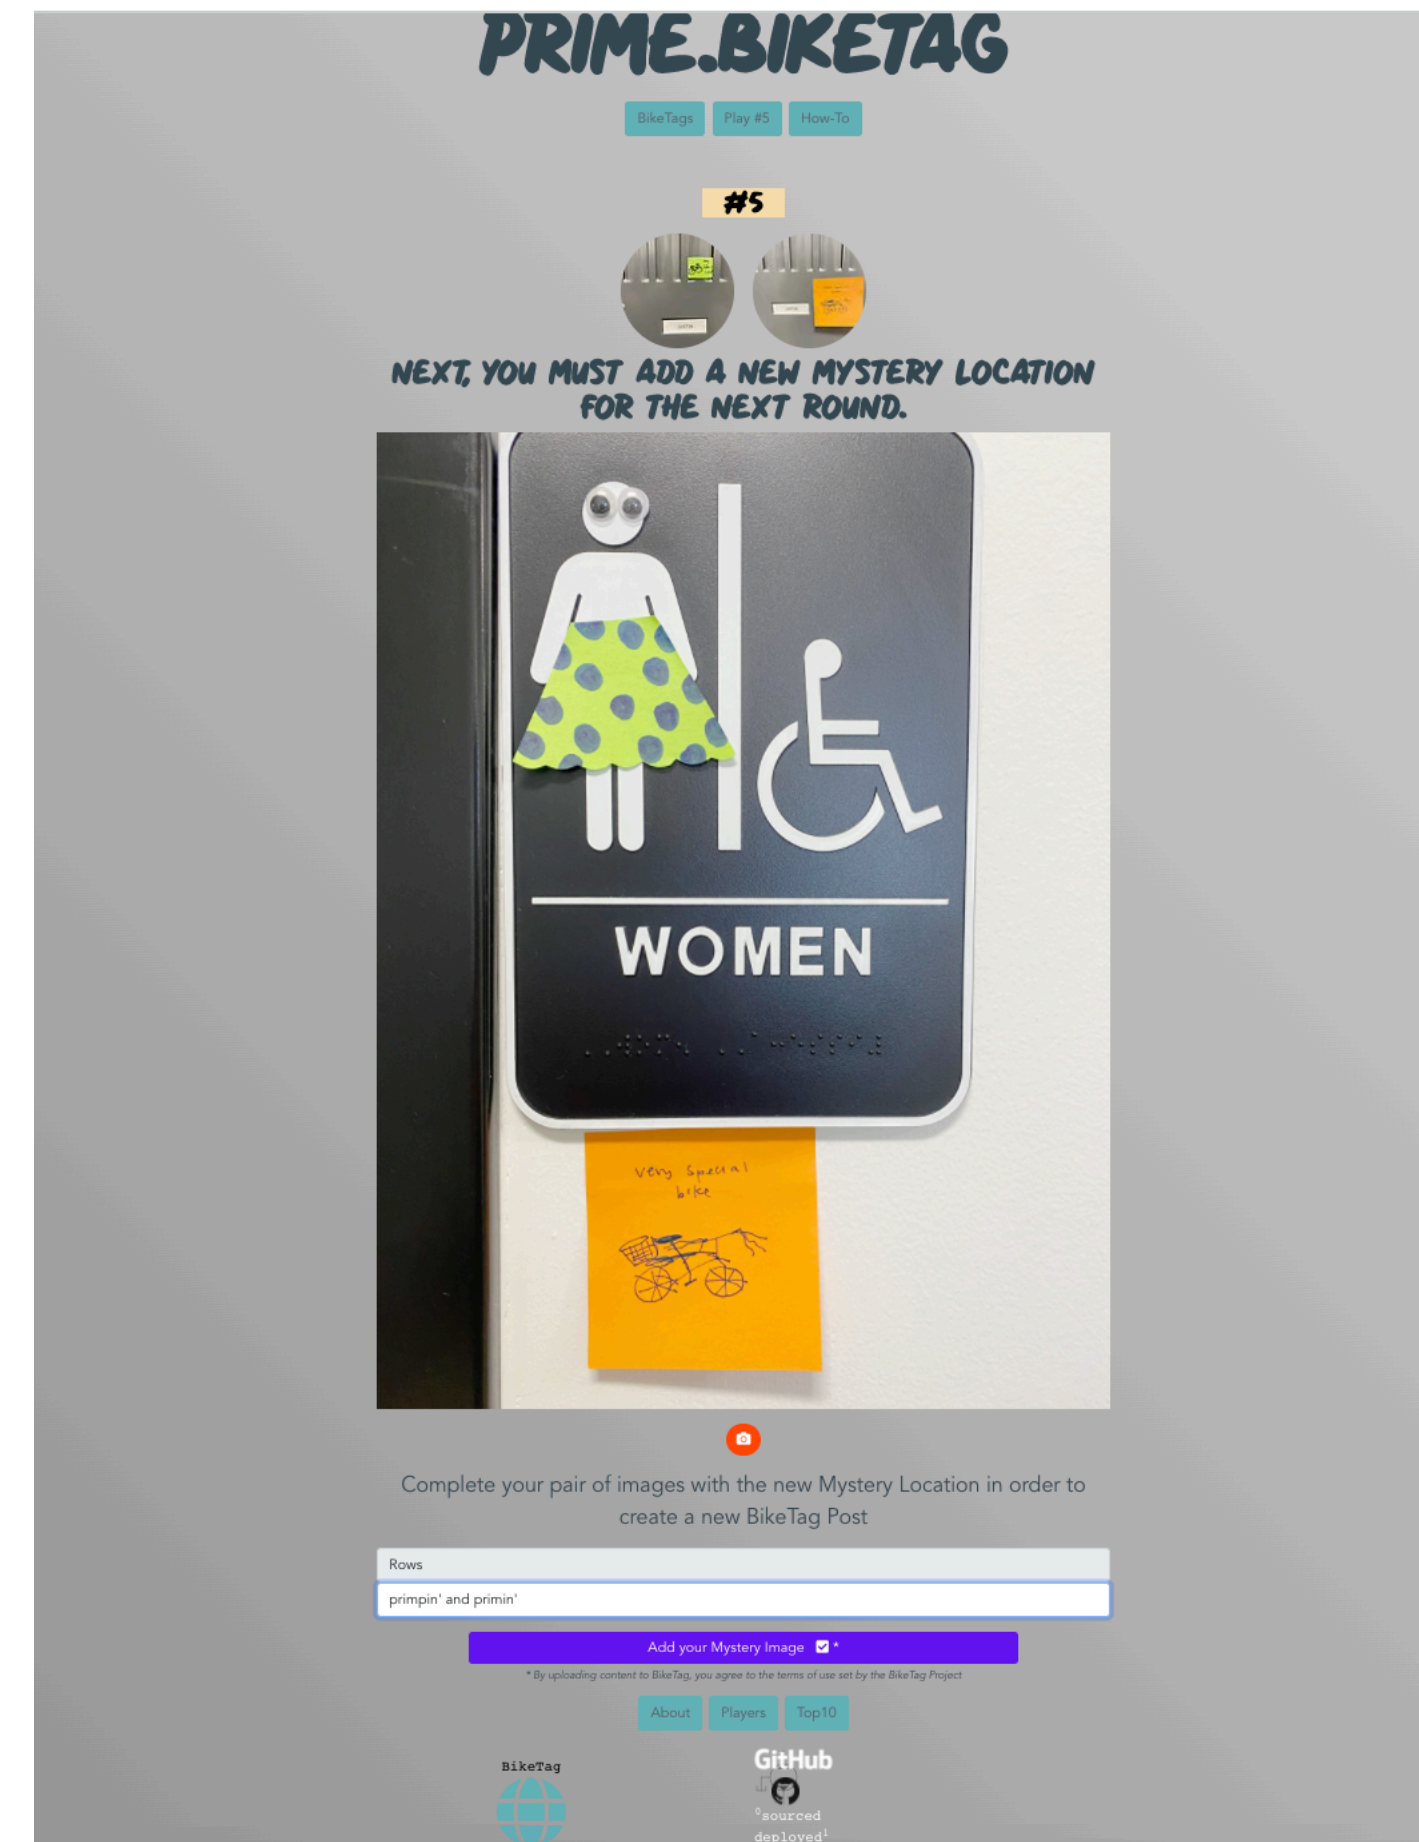 PRIME.BIKETAG
BikeTags Play #5 How-To
#5
NEXT, YOU MUST ADD A NEW MYSTERY LOCATION
FOR THE NEXT ROUND.
WOMEN
very special
bike
Complete your pair of images with the new Mystery Location in order to
create a new BikeTag Post
Rows
primpin' and primin'
Add your Mystery Image *
* By uploading content to BikeTag, you agree to the terms of use set by the BikeTag Project
About Players Top10
BikeTag
GitHub
⁰sourced
deployed¹